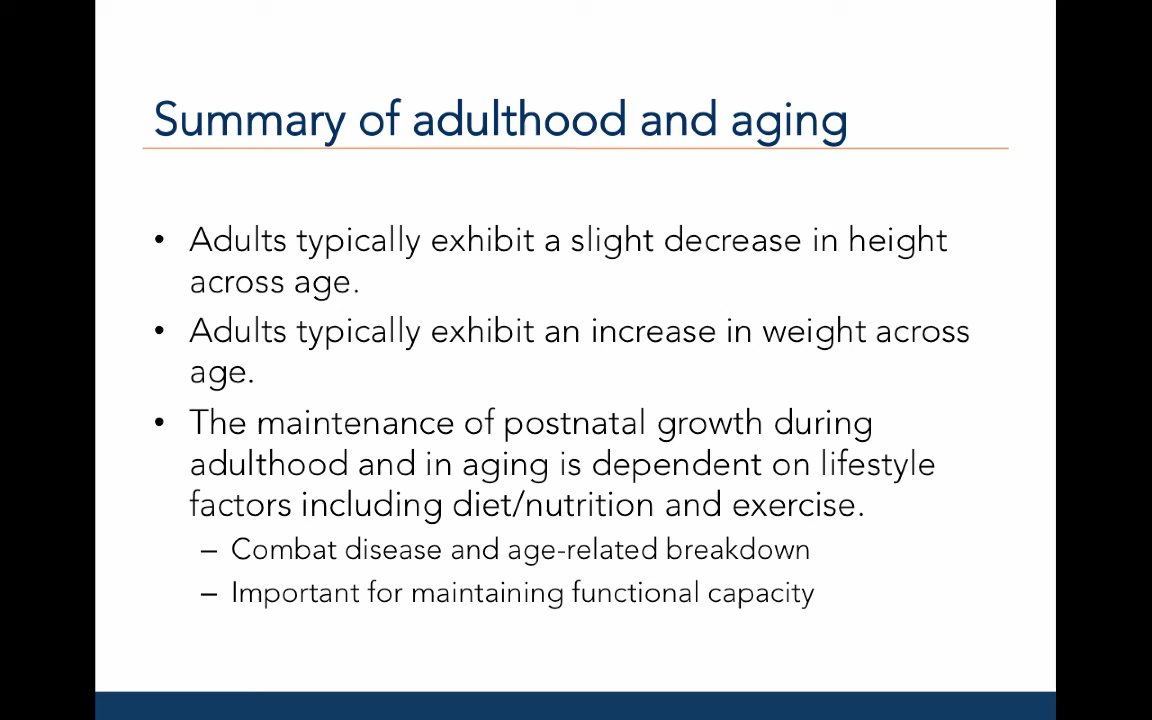 Summary of adulthood and aging
• Adults typically exhibit a slight decrease in height
across age.
• Adults typically exhibit an increase in weight across
age.
• The maintenance of postnatal growth during
adulthood and in aging is dependent on lifestyle
factors including diet/nutrition and exercise.
– Combat disease and age-related breakdown
– Important for maintaining functional capacity